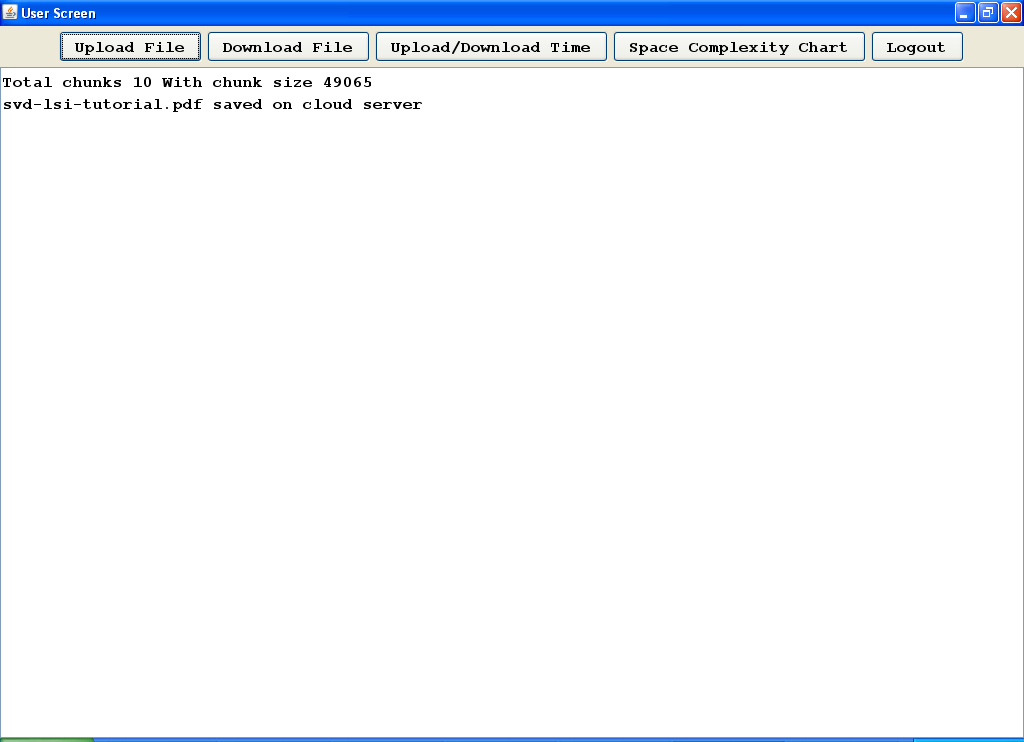 User Screen
Upload File Download File Upload/Download Time Space Complexity Chart Logout
Total chunks 10 With chunk size 49065
svd-lsi-tutorial.pdf saved on cloud server